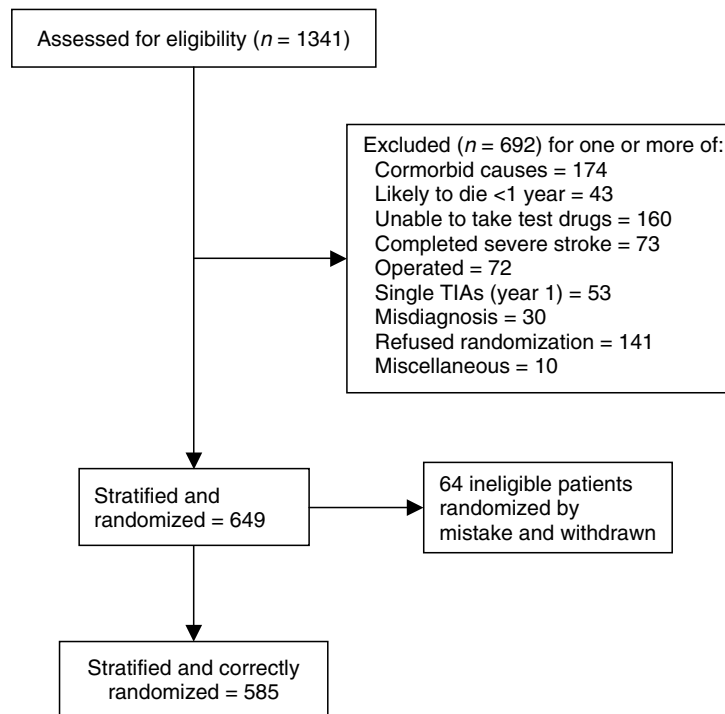 Assessed for eligibility (n = 1341)
Excluded (n = 692) for one or more of:
Cormorbid causes = 174
Likely to die <1 year = 43
Unable to take test drugs = 160
Completed severe stroke = 73
Operated = 72
Single TIAs (year 1) = 53
Misdiagnosis = 30
Refused randomization = 141
Miscellaneous = 10
Stratified and
randomized = 649
64 ineligible patients
randomized by
mistake and withdrawn
Stratified and correctly
randomized = 585